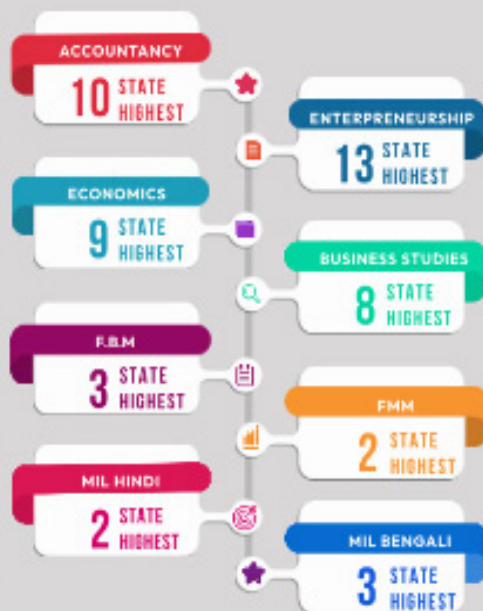 ACCOUNTANCY
10 STATE
HIGHEST
ENTERPRENEURSHIP
13 STATE
HIGHEST
ECONOMICS
9 STATE
HIGHEST
BUSINESS STUDIES
8 STATE
HIGHEST
F.B.M
3 STATE
HIGHEST
FMM
2 STATE
HIGHEST
MIL HINDI
2 STATE
HIGHEST
MIL BENGALI
3 STATE
HIGHEST